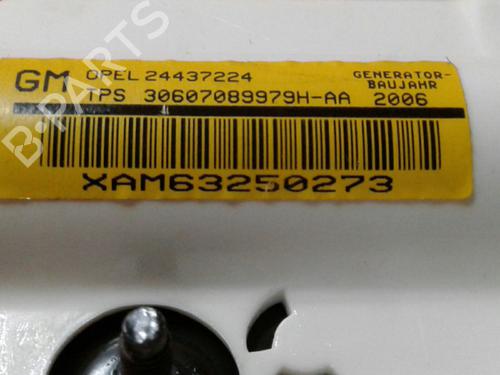 GM OPEL 24437224 GENERATOR-
BAUJAHR
TPS 30607089979H-AA 2006
XAM63250273
B-PARTS